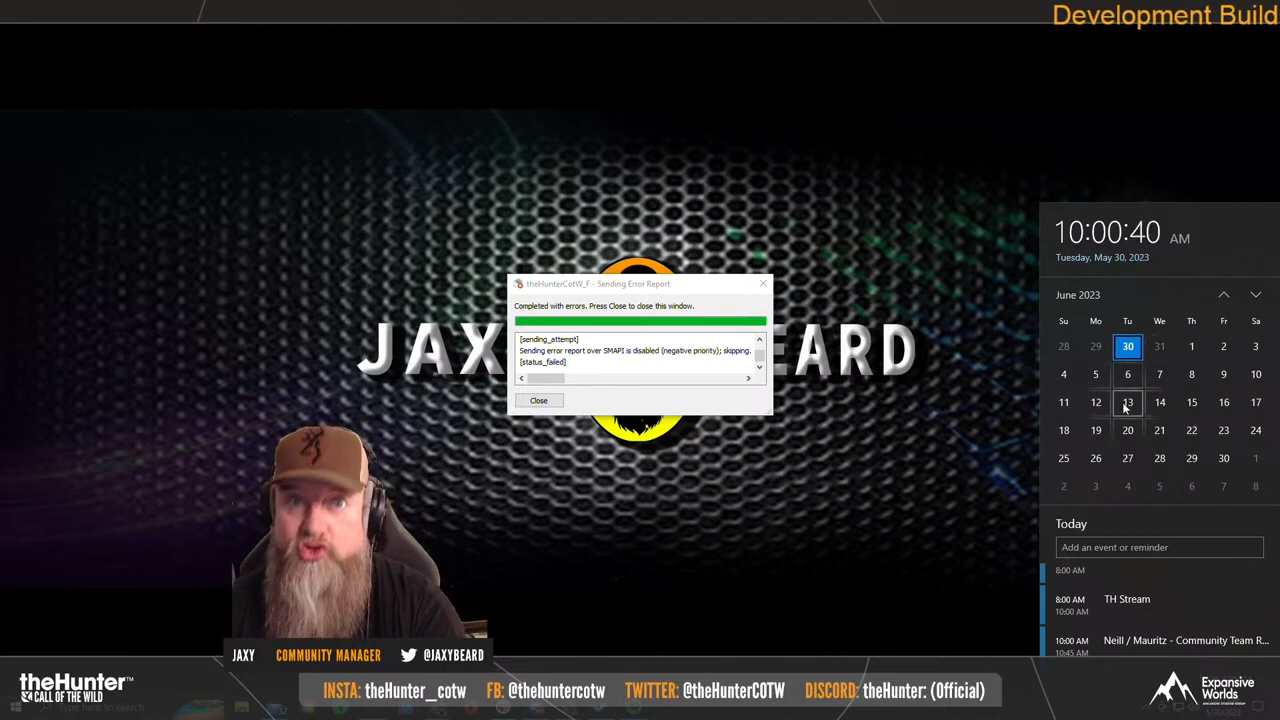 Development Build
JAX
EARD
theHunterCotW_F - Sending Error Report
Completed with errors. Press Close to close this window.
[sending_attempt]
Sending error report over SMAPI is disabled (negative priority); skipping.
[status_failed]
Close
10:00:40 AM
Tuesday, May 30, 2023
June 2023
Su Mo Tu We Th Fr Sa
28 29 30 31 1 2 3
4 5 6 7 8 9 10
11 12 13 14 15 16 17
18 19 20 21 22 23 24
25 26 27 28 29 30 1
2 3 4 5 6 7 8
Today
Add an event or reminder
8:00 AM
8:00 AM TH Stream
10:00 AM
10:00 AM Neill / Mauritz - Community Team R...
10:45 AM
JAXY COMMUNITY MANAGER @JAXYBEARD
theHunter™
CALL OF THE WILD
INSTA: theHunter__cotw FB: @thehuntercotw TWITTER: @theHunterCOTW DISCORD: theHunter: (Official)
Expansive
Worlds
Type here to search